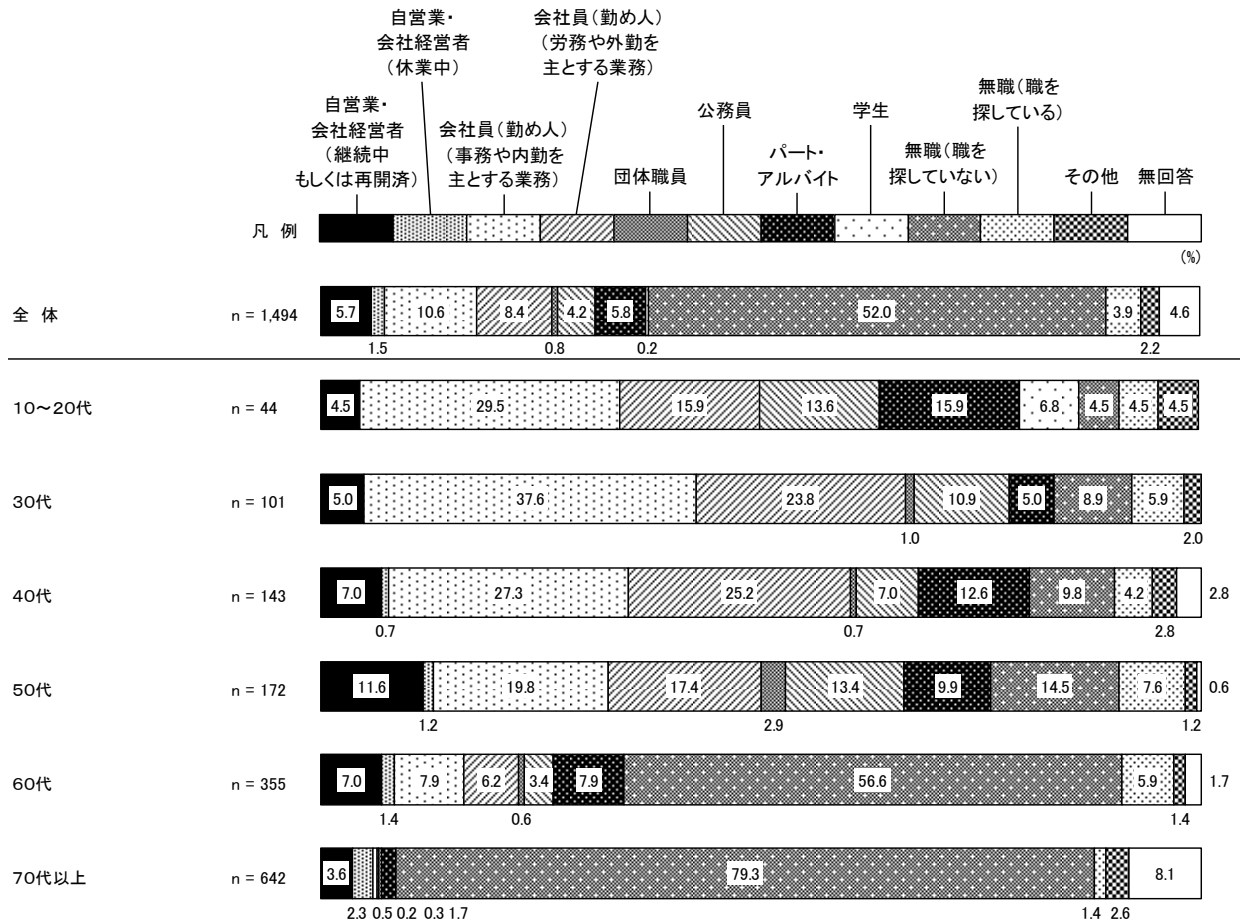 自営業・
会社経営者
（継続中
もしくは再開済）
自営業・
会社経営者
（休業中）
会社員（勤め人）
（事務や内勤を
主とする業務）
会社員（勤め人）
（労務や外勤を
主とする業務）
団体職員
公務員
パート・
アルバイト
学生
無職（職を
探していない）
無職（職を
探している）
その他
無回答
凡 例
(%)
全 体 n = 1,494 5.7 10.6 8.4 4.2 5.8 52.0 3.9 4.6
1.5 0.8 0.2 2.2
10～20代 n = 44 4.5 29.5 15.9 13.6 15.9 6.8 4.5 4.5 4.5
30代 n = 101 5.0 37.6 23.8 10.9 5.0 8.9 5.9
1.0 2.0
40代 n = 143 7.0 27.3 25.2 7.0 12.6 9.8 4.2 2.8
0.7 0.7 2.8
50代 n = 172 11.6 19.8 17.4 13.4 9.9 14.5 7.6 0.6
1.2 2.9 1.2
60代 n = 355 7.0 7.9 6.2 3.4 7.9 56.6 5.9 1.7
1.4 0.6 1.4
70代以上 n = 642 3.6 79.3 8.1
2.3 0.5 0.2 0.3 1.7 1.4 2.6